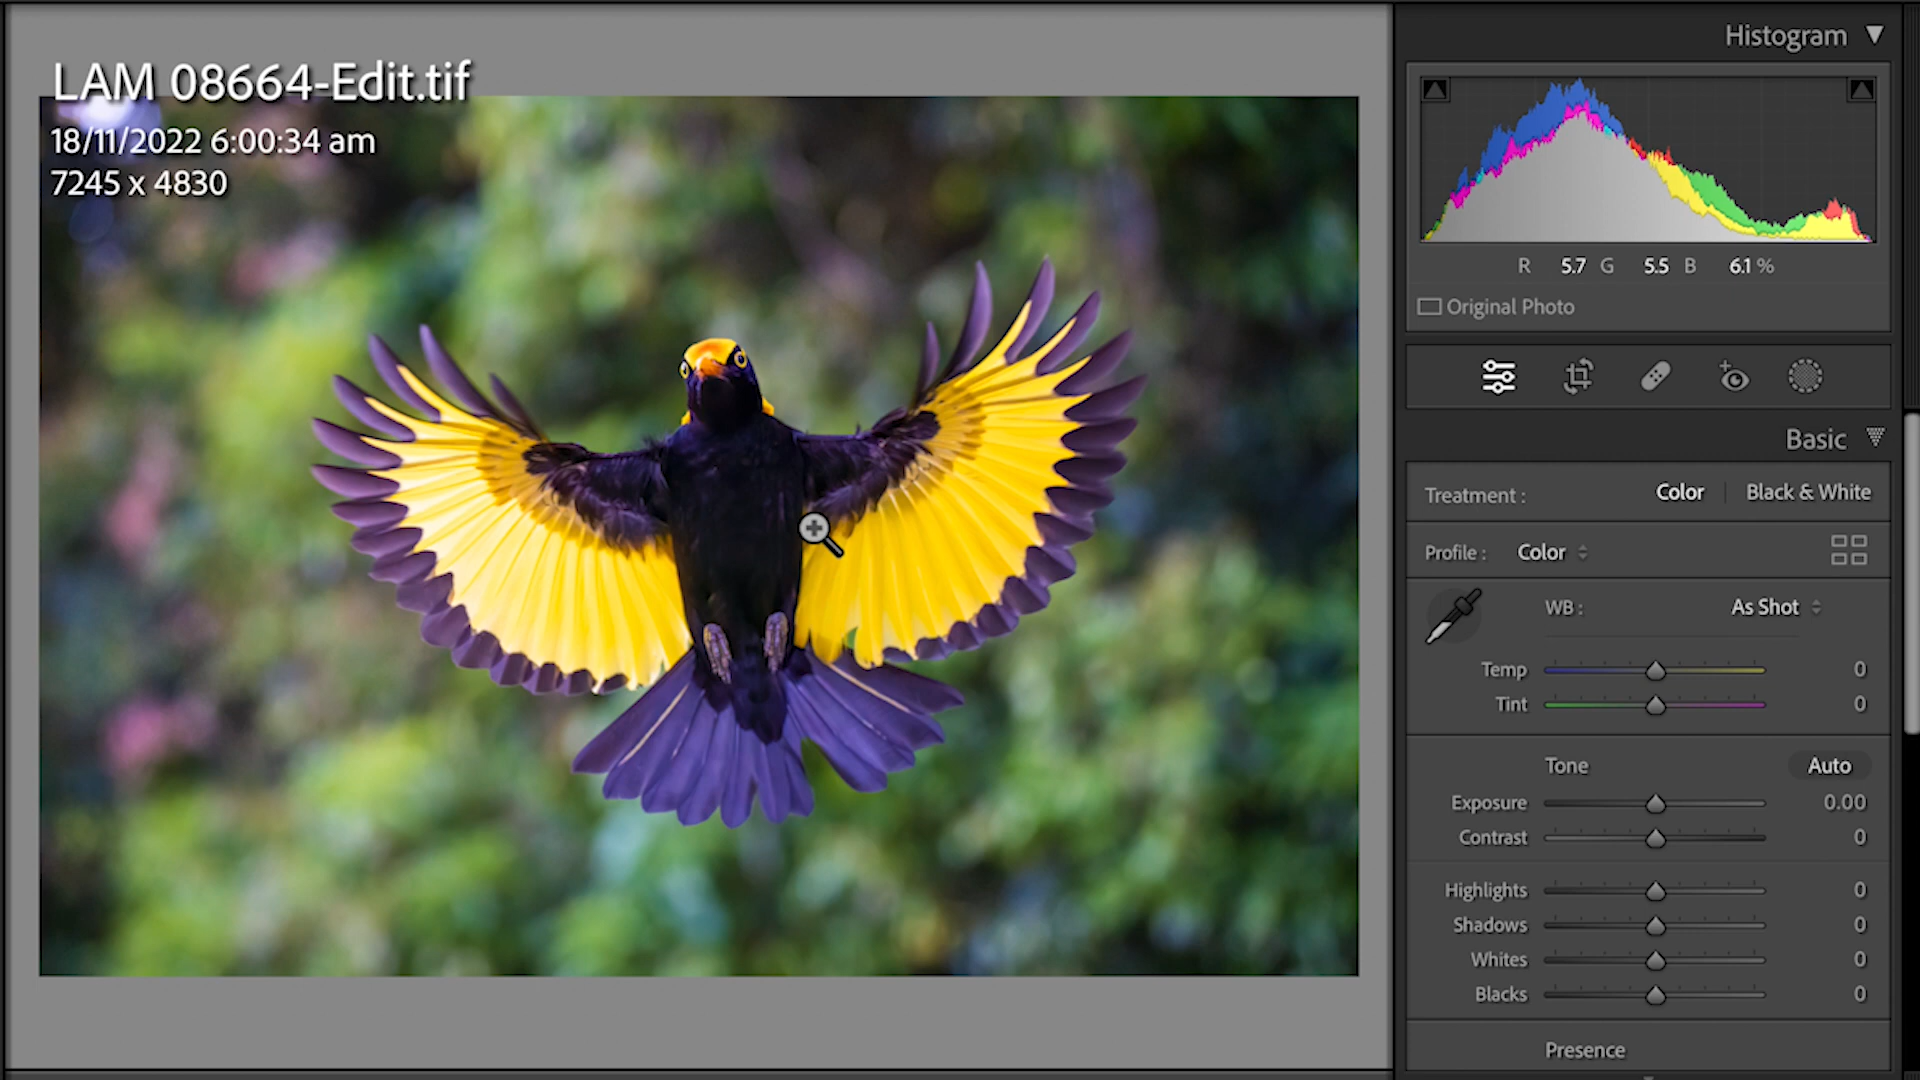 LAM 08664-Edit.tif
18/11/2022 6:00:34 am
7245 x 4830
Histogram
R 5.7 G 5.5 B 6.1 %
Original Photo
Basic
Treatment : Color Black & White
Profile : Color
WB : As Shot
Temp 0
Tint 0
Tone Auto
Exposure 0.00
Contrast 0
Highlights 0
Shadows 0
Whites 0
Blacks 0
Presence